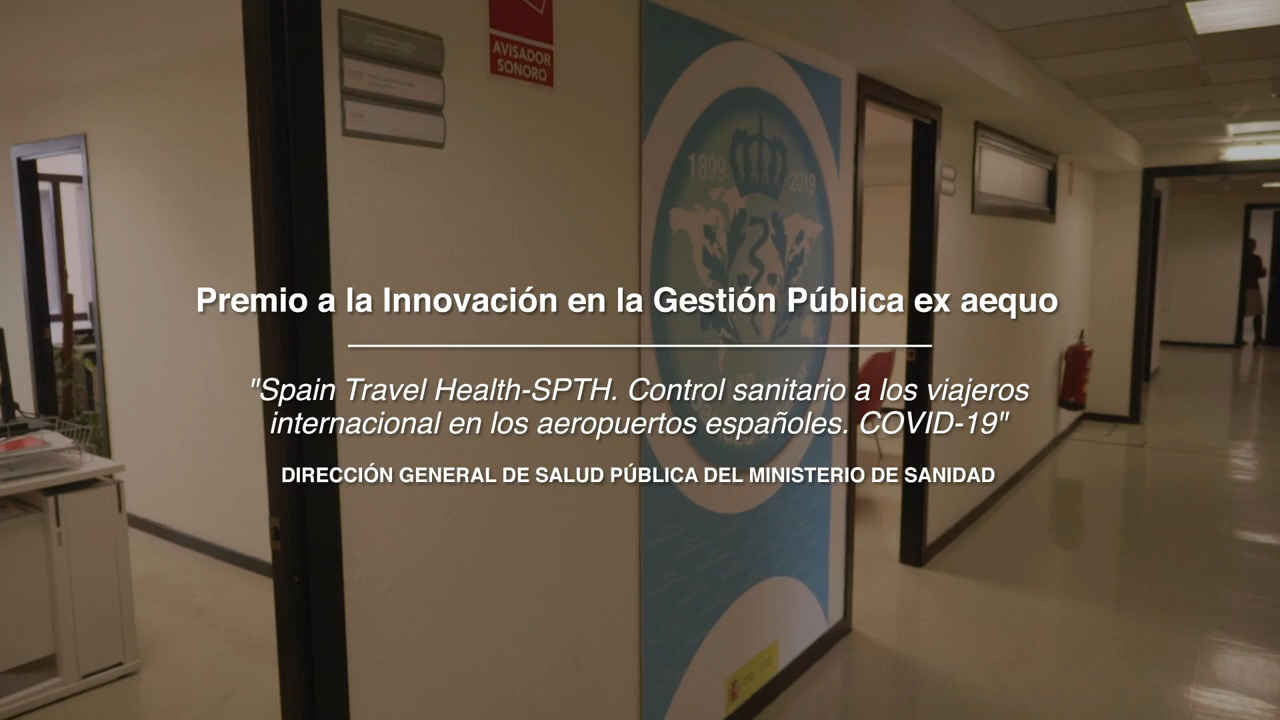 AVISADOR
SONORO
1899
2019
Premio a la Innovación en la Gestión Pública ex aequo
"Spain Travel Health-SPTH. Control sanitario a los viajeros
internacional en los aeropuertos españoles. COVID-19"
DIRECCIÓN GENERAL DE SALUD PÚBLICA DEL MINISTERIO DE SANIDAD